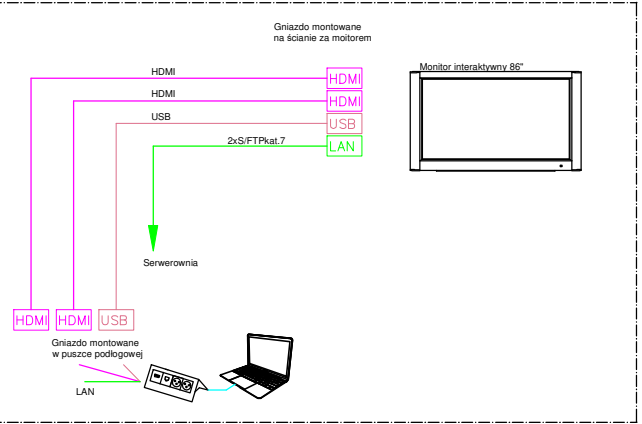 Gniazdo montowane
na ścianie za moitorem
Monitor interaktywny 86"
HDMI
HDMI
HDMI
HDMI
USB
USB
2xS/FTPkat.7
LAN
Serwerownia
HDMI
HDMI
USB
Gniazdo montowane
w puszce podłogowej
LAN